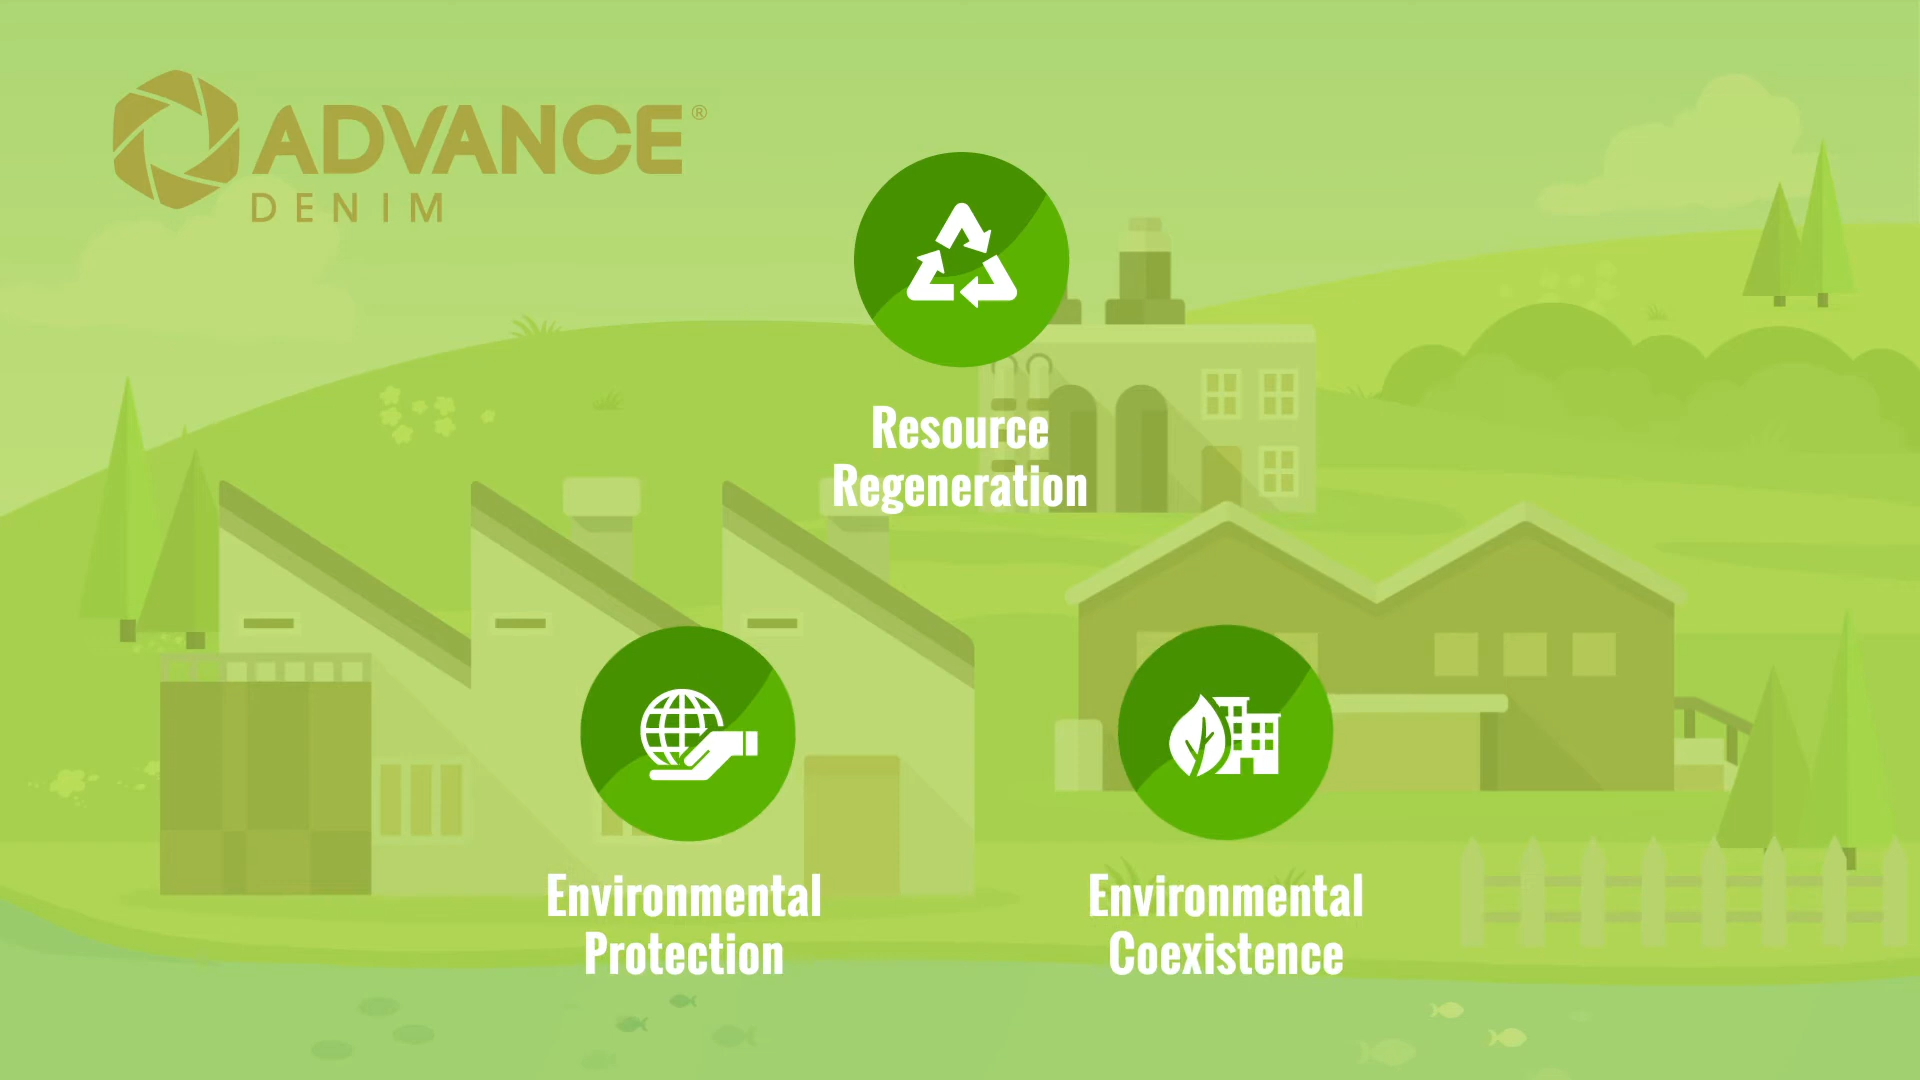 ADVANCE®
DENIM
Resource
Regeneration
Environmental
Protection
Environmental
Coexistence